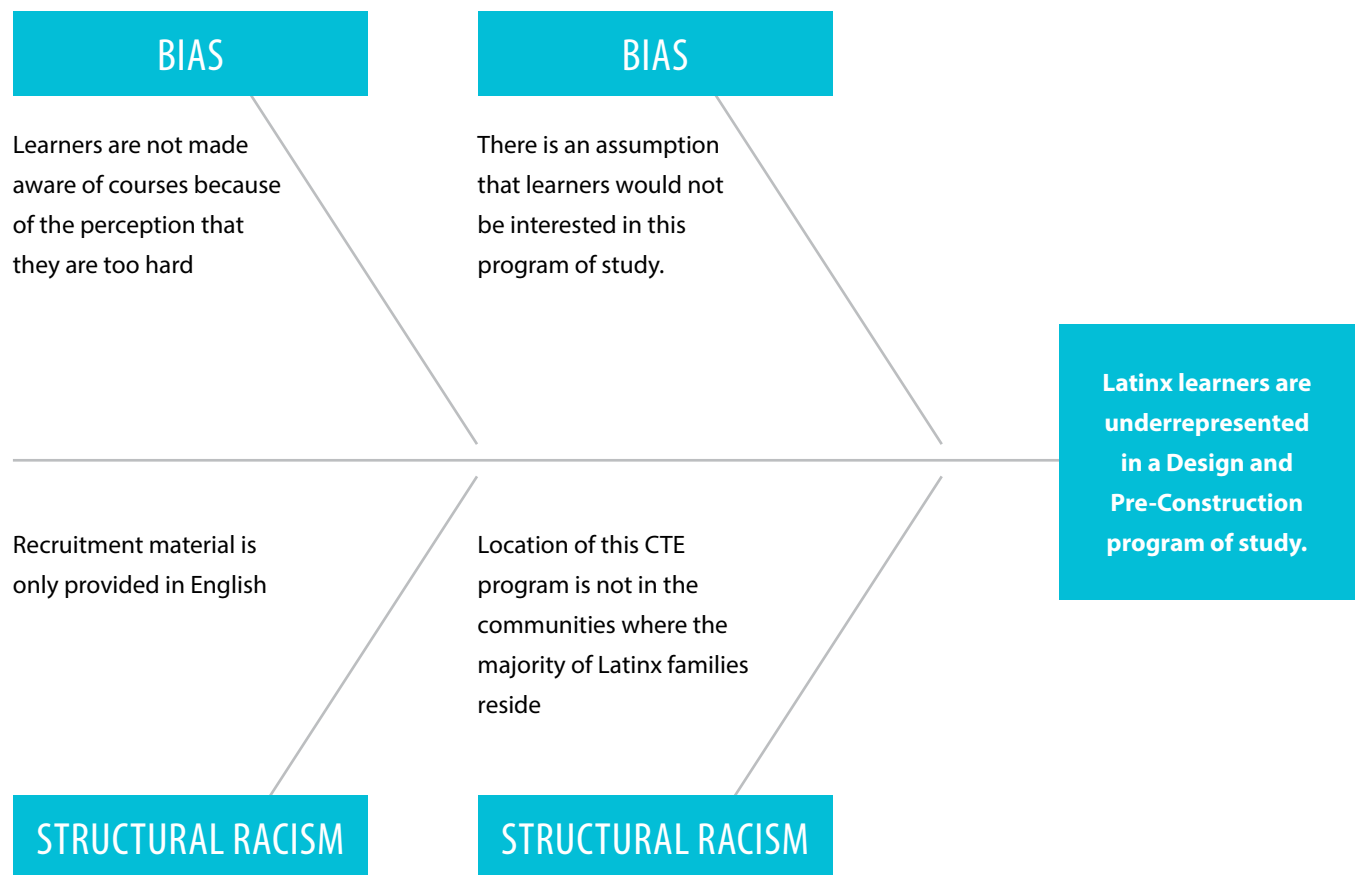 BIAS
Learners are not made
aware of courses because
of the perception that
they are too hard
BIAS
There is an assumption
that learners would not
be interested in this
program of study.
Latinx learners are
underrepresented
in a Design and
Pre-Construction
program of study.
Recruitment material is
only provided in English
STRUCTURAL RACISM
Location of this CTE
program is not in the
communities where the
majority of Latinx families
reside
STRUCTURAL RACISM